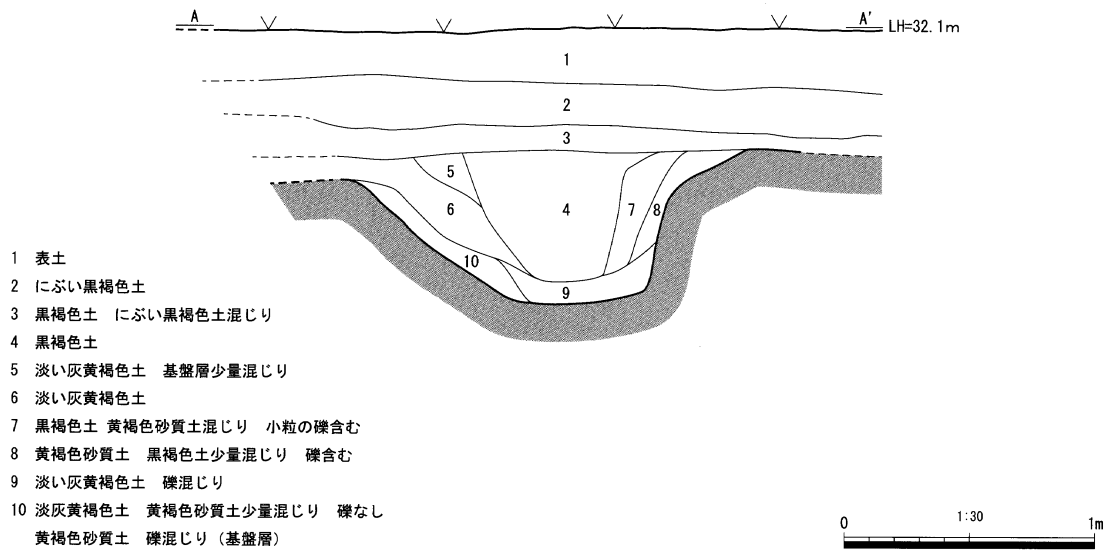 A
A'
LH=32.1m
1
2
3
5
6
4
7
8
10
9
1 表土
2 にぶい黒褐色土
3 黒褐色土 にぶい黒褐色土混じり
4 黒褐色土
5 淡い灰黄褐色土 基盤層少量混じり
6 淡い灰黄褐色土
7 黒褐色土 黄褐色砂質土混じり 小粒の礫含む
8 黄褐色砂質土 黒褐色土少量混じり 礫含む
9 淡い灰黄褐色土 礫混じり
10 淡灰黄褐色土 黄褐色砂質土少量混じり 礫なし
黄褐色砂質土 礫混じり(基盤層)
0 1:30 1m